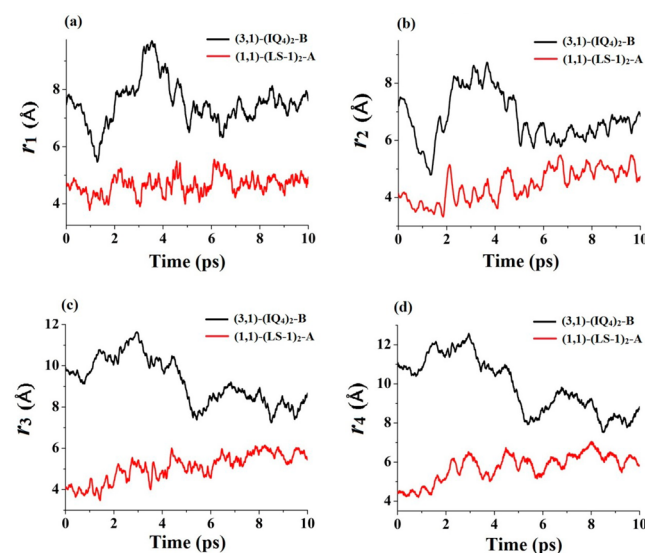 (a)
(3,1)-(IQ₄)₂-B
(1,1)-(LS-1)₂-A
8
6
4
r₁ (Å)
0 2 4 6 8 10
Time (ps)
(b)
(3,1)-(IQ₄)₂-B
(1,1)-(LS-1)₂-A
8
6
4
r₂ (Å)
0 2 4 6 8 10
Time (ps)
(c)
(3,1)-(IQ₄)₂-B
(1,1)-(LS-1)₂-A
12
10
8
6
4
r₃ (Å)
0 2 4 6 8 10
Time (ps)
(d)
(3,1)-(IQ₄)₂-B
(1,1)-(LS-1)₂-A
12
10
8
6
4
r₄ (Å)
0 2 4 6 8 10
Time (ps)